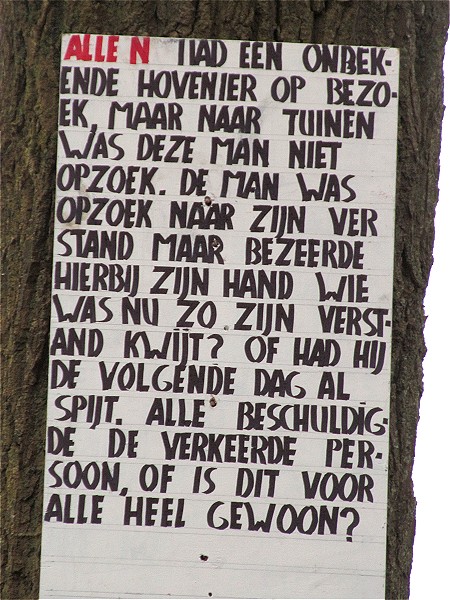 ALLE N HAD EEN ONBEK-
ENDE HOVENIER OP BEZO-
EK, MAAR NAAR TUINEN
WAS DEZE MAN NIET
OPZOEK. DE MAN WAS
OPZOEK NAAR ZIJN VER
STAND MAAR BEZEERDE
HIERBIJ ZIJN HAND WIE
WAS NU ZO ZIJN VERST-
AND KWIJT? OF HAD HIJ
DE VOLGENDE DAG AL
SPIJT. ALLE BESCHULDIG-
DE DE VERKEERDE PER-
SOON, OF IS DIT VOOR
ALLE HEEL GEWOON?